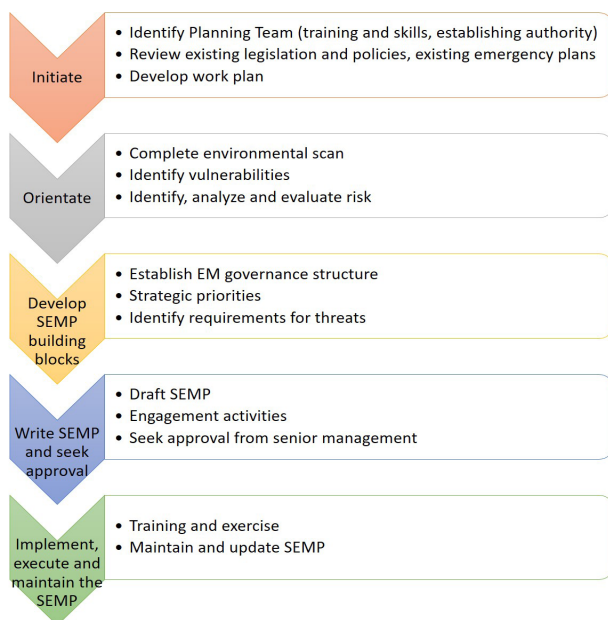 Initiate
• Identify Planning Team (training and skills, establishing authority)
• Review existing legislation and policies, existing emergency plans
• Develop work plan
Orientate
• Complete environmental scan
• Identify vulnerabilities
• Identify, analyze and evaluate risk
Develop
SEMP
building
blocks
• Establish EM governance structure
• Strategic priorities
• Identify requirements for threats
Write SEMP
and seek
approval
• Draft SEMP
• Engagement activities
• Seek approval from senior management
Implement,
execute and
maintain the
SEMP
• Training and exercise
• Maintain and update SEMP